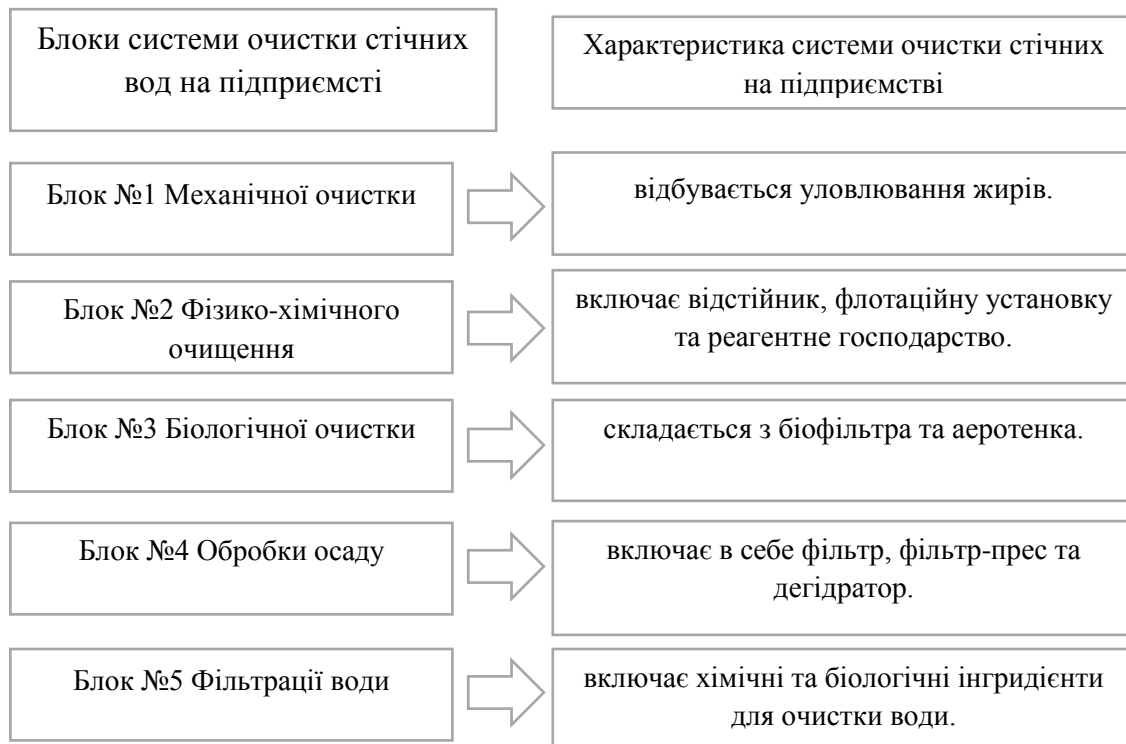 Блоки системи очистки стічних
вод на підприємсті
Характеристика системи очистки стічних
на підприємстві
Блок №1 Механічної очистки
відбувається уловлювання жирів.
Блок №2 Фізико-хімічного
очищення
включає відстійник, флотаційну установку
та реагентне господарство.
Блок №3 Біологічної очистки
складається з біофільтра та аеротенка.
Блок №4 Обробки осаду
включає в себе фільтр, фільтр-прес та
дегідратор.
Блок №5 Фільтрації води
включає хімічні та біологічні інгридієнти
для очистки води.